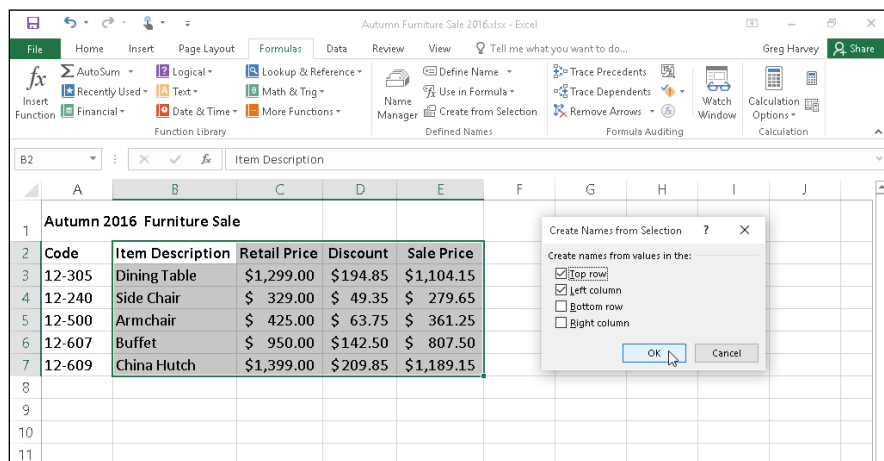 Autumn Furniture Sale 2016.xlsx - Excel
File Home Insert Page Layout Formulas Data Review View Tell me what you want to do... Greg Harvey Share
AutoSum Logical Lookup & Reference Define Name Trace Precedents
Recently Used Text Math & Trig Use in Formula Trace Dependents
Financial Date & Time More Functions Create from Selection Remove Arrows
fx
Insert Function
Name Manager
Watch Window
Calculation Options
Function Library Defined Names Formula Auditing Calculation
B2 fx Item Description
A B C D E F G H I J
1 Autumn 2016 Furniture Sale
2 Code Item Description Retail Price Discount Sale Price
3 12-305 Dining Table $1,299.00 $194.85 $1,104.15
4 12-240 Side Chair $ 329.00 $ 49.35 $ 279.65
5 12-500 Armchair $ 425.00 $ 63.75 $ 361.25
6 12-607 Buffet $ 950.00 $142.50 $ 807.50
7 12-609 China Hutch $1,399.00 $209.85 $1,189.15
8
9
10
11
Create Names from Selection ?
Create names from values in the:
Top row
Left column
Bottom row
Right column
OK Cancel